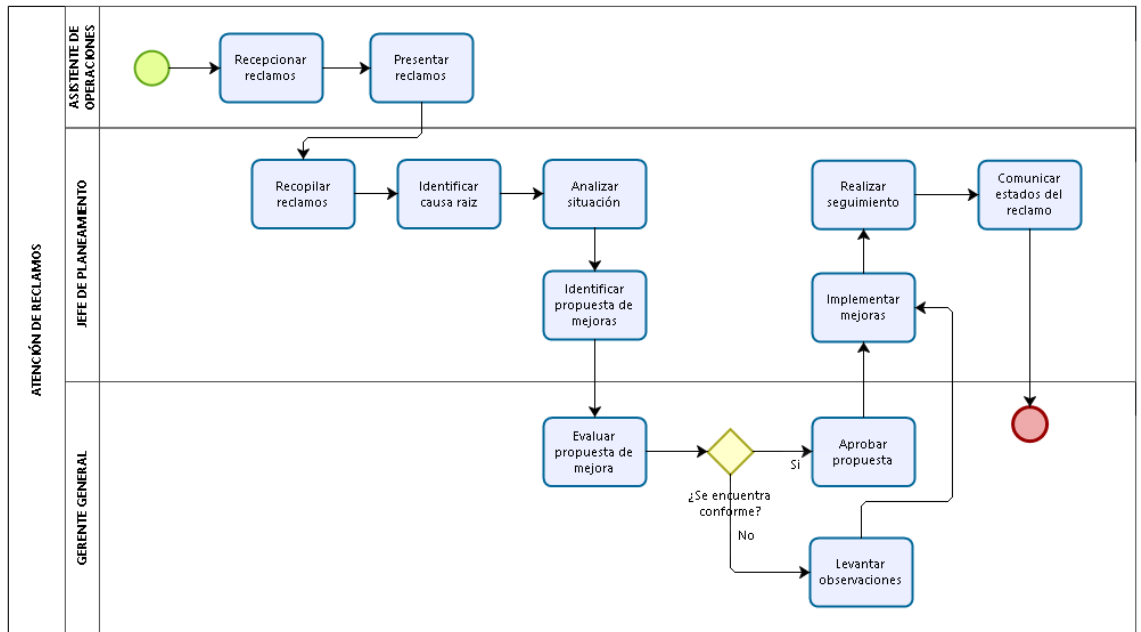 ATENCIÓN DE RECLAMOS
ASISTENTE DE
OPERACIONES
Recepcionar
reclamos
Presentar
reclamos
JEFE DE PLANEAMIENTO
Recopilar
reclamos
Identificar
causa raiz
Analizar
situación
Realizar
seguimiento
Comunicar
estados del
reclamo
Identificar
propuesta de
mejoras
Implementar
mejoras
GERENTE GENERAL
Evaluar
propuesta de
mejora
¿Se encuentra
conforme?
Si
Aprobar
propuesta
No
Levantar
observaciones